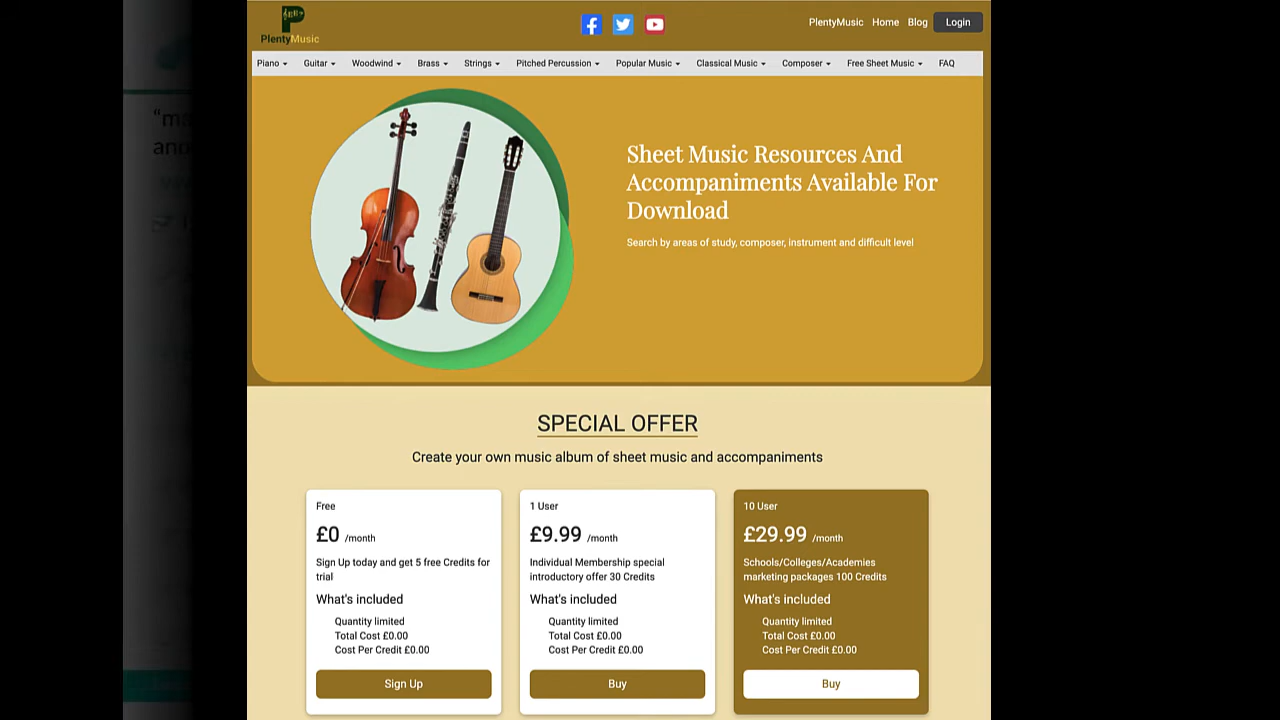 PlentyMusic
PlentyMusic Home Blog Login
Piano Guitar Woodwind Brass Strings Pitched Percussion Popular Music Classical Music Composer Free Sheet Music FAQ
“ma
Sheet Music Resources And
Accompaniments Available For
Download
Search by areas of study, composer, instrument and difficult level
SPECIAL OFFER
Create your own music album of sheet music and accompaniments
Free
£0 /month
Sign Up today and get 5 free Credits for
trial
What's included
Quantity limited
Total Cost £0.00
Cost Per Credit £0.00
Sign Up
1 User
£9.99 /month
Individual Membership special
introductory offer 30 Credits
What's included
Quantity limited
Total Cost £0.00
Cost Per Credit £0.00
Buy
10 User
£29.99 /month
Schools/Colleges/Academies
marketing packages 100 Credits
What's included
Quantity limited
Total Cost £0.00
Cost Per Credit £0.00
Buy